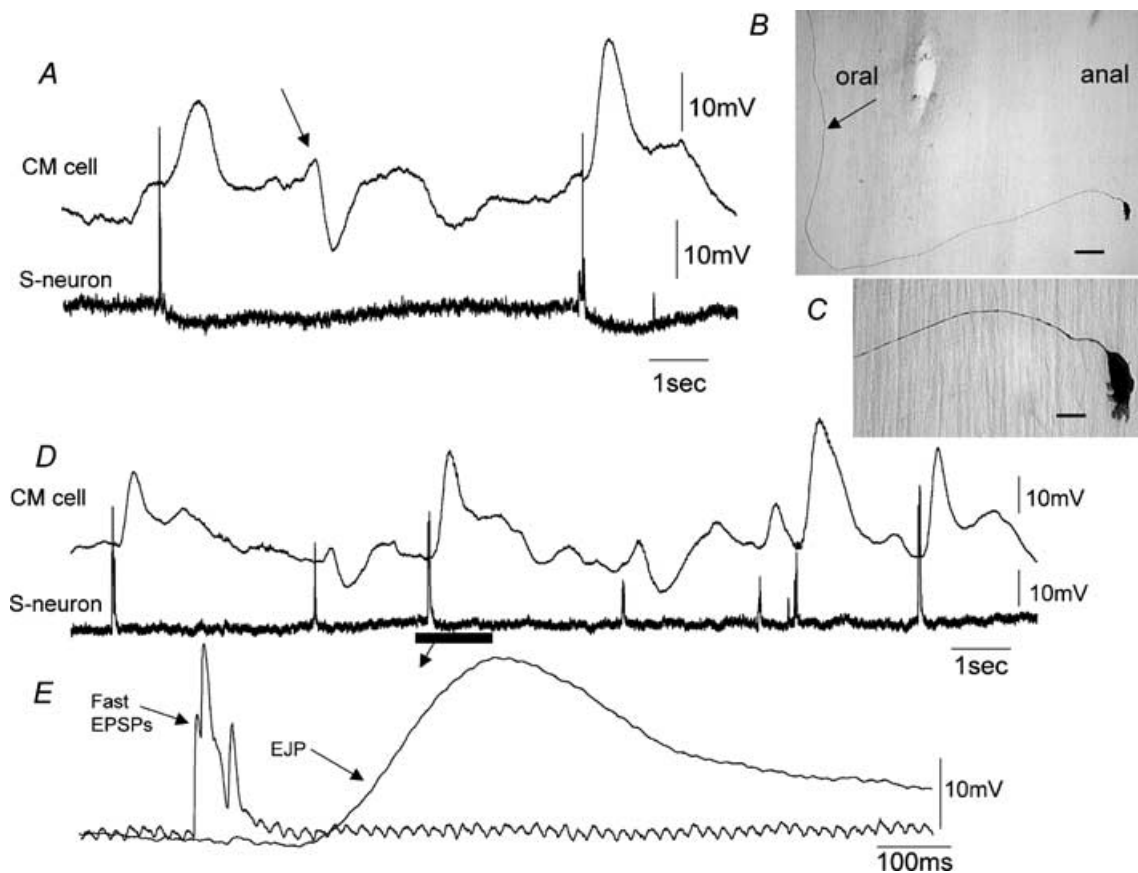 A
CM cell
10mV
10mV
S-neuron
1sec
B
oral
anal
C
D
CM cell
10mV
S-neuron
10mV
1sec
E
Fast
EPSPs
EJP
10mV
100ms